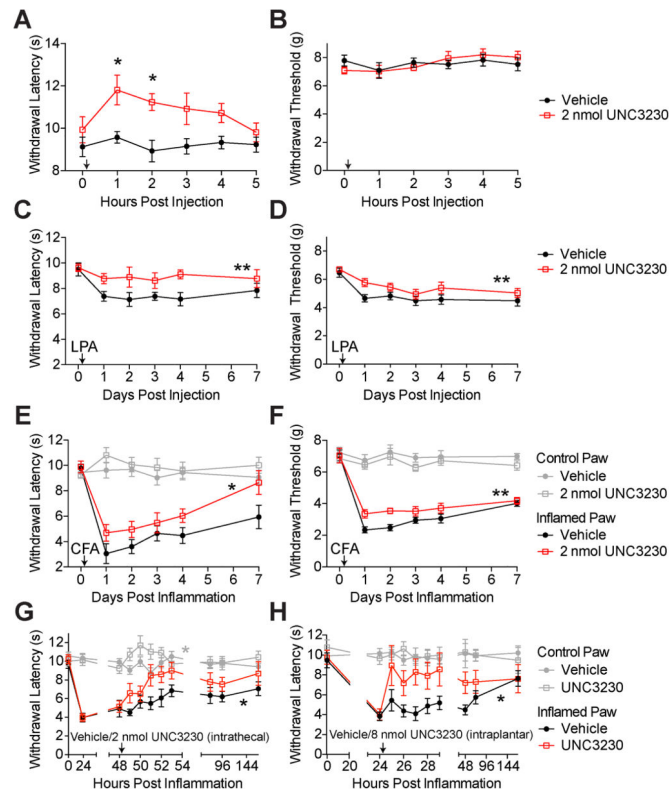 A
B
Withdrawal Latency (s)
12
10
8
* *
0 1 2 3 4 5
Hours Post Injection
Withdrawal Threshold (g)
8
6
4
2
0
0 1 2 3 4 5
Hours Post Injection
Vehicle
2 nmol UNC3230
C
D
Withdrawal Latency (s)
10
8
6
4
2
**
LPA
0 1 2 3 4 5 6 7
Days Post Injection
Withdrawal Threshold (g)
8
6
4
2
0
**
LPA
0 1 2 3 4 5 6 7
Days Post Injection
Vehicle
2 nmol UNC3230
E
F
Withdrawal Latency (s)
12
10
8
6
4
2
*
CFA
0 1 2 3 4 5 6 7
Days Post Inflammation
Withdrawal Threshold (g)
8
6
4
2
0
**
CFA
0 1 2 3 4 5 6 7
Days Post Inflammation
Control Paw
Vehicle
2 nmol UNC3230
Inflamed Paw
Vehicle
2 nmol UNC3230
G
H
Withdrawal Latency (s)
12
10
8
6
4
2
0
*
*
Vehicle/2 nmol UNC3230 (intrathecal)
0 24 48 50 52 54 96 144
Hours Post Inflammation
Withdrawal Latency (s)
12
10
8
6
4
2
0
*
Vehicle/8 nmol UNC3230 (intraplantar)
0 20 24 26 28 48 96 144
Hours Post Inflammation
Control Paw
Vehicle
UNC3230
Inflamed Paw
Vehicle
UNC3230